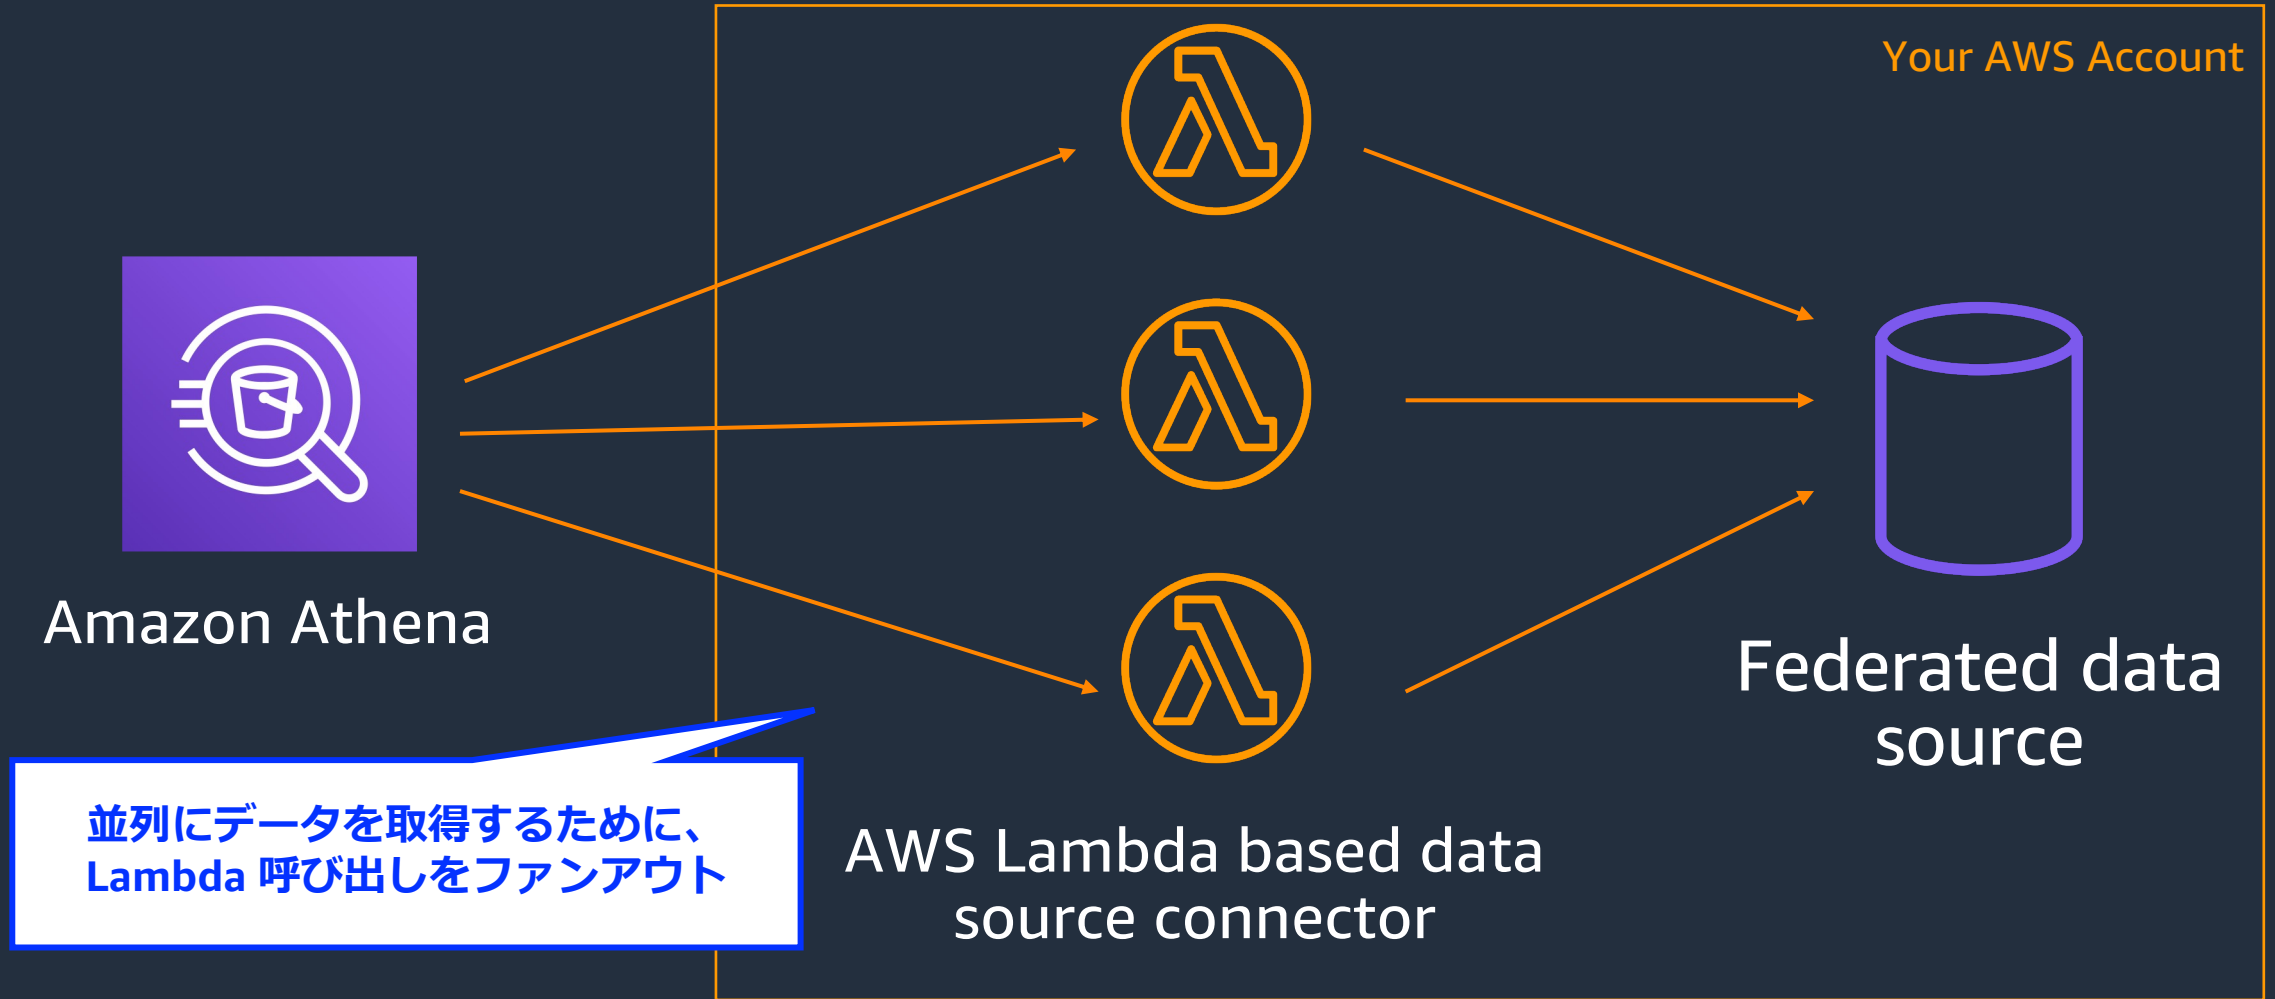 Your AWS Account
Amazon Athena
Federated data
source
並列にデータを取得するために、
Lambda 呼び出しをファンアウト
AWS Lambda based data
source connector